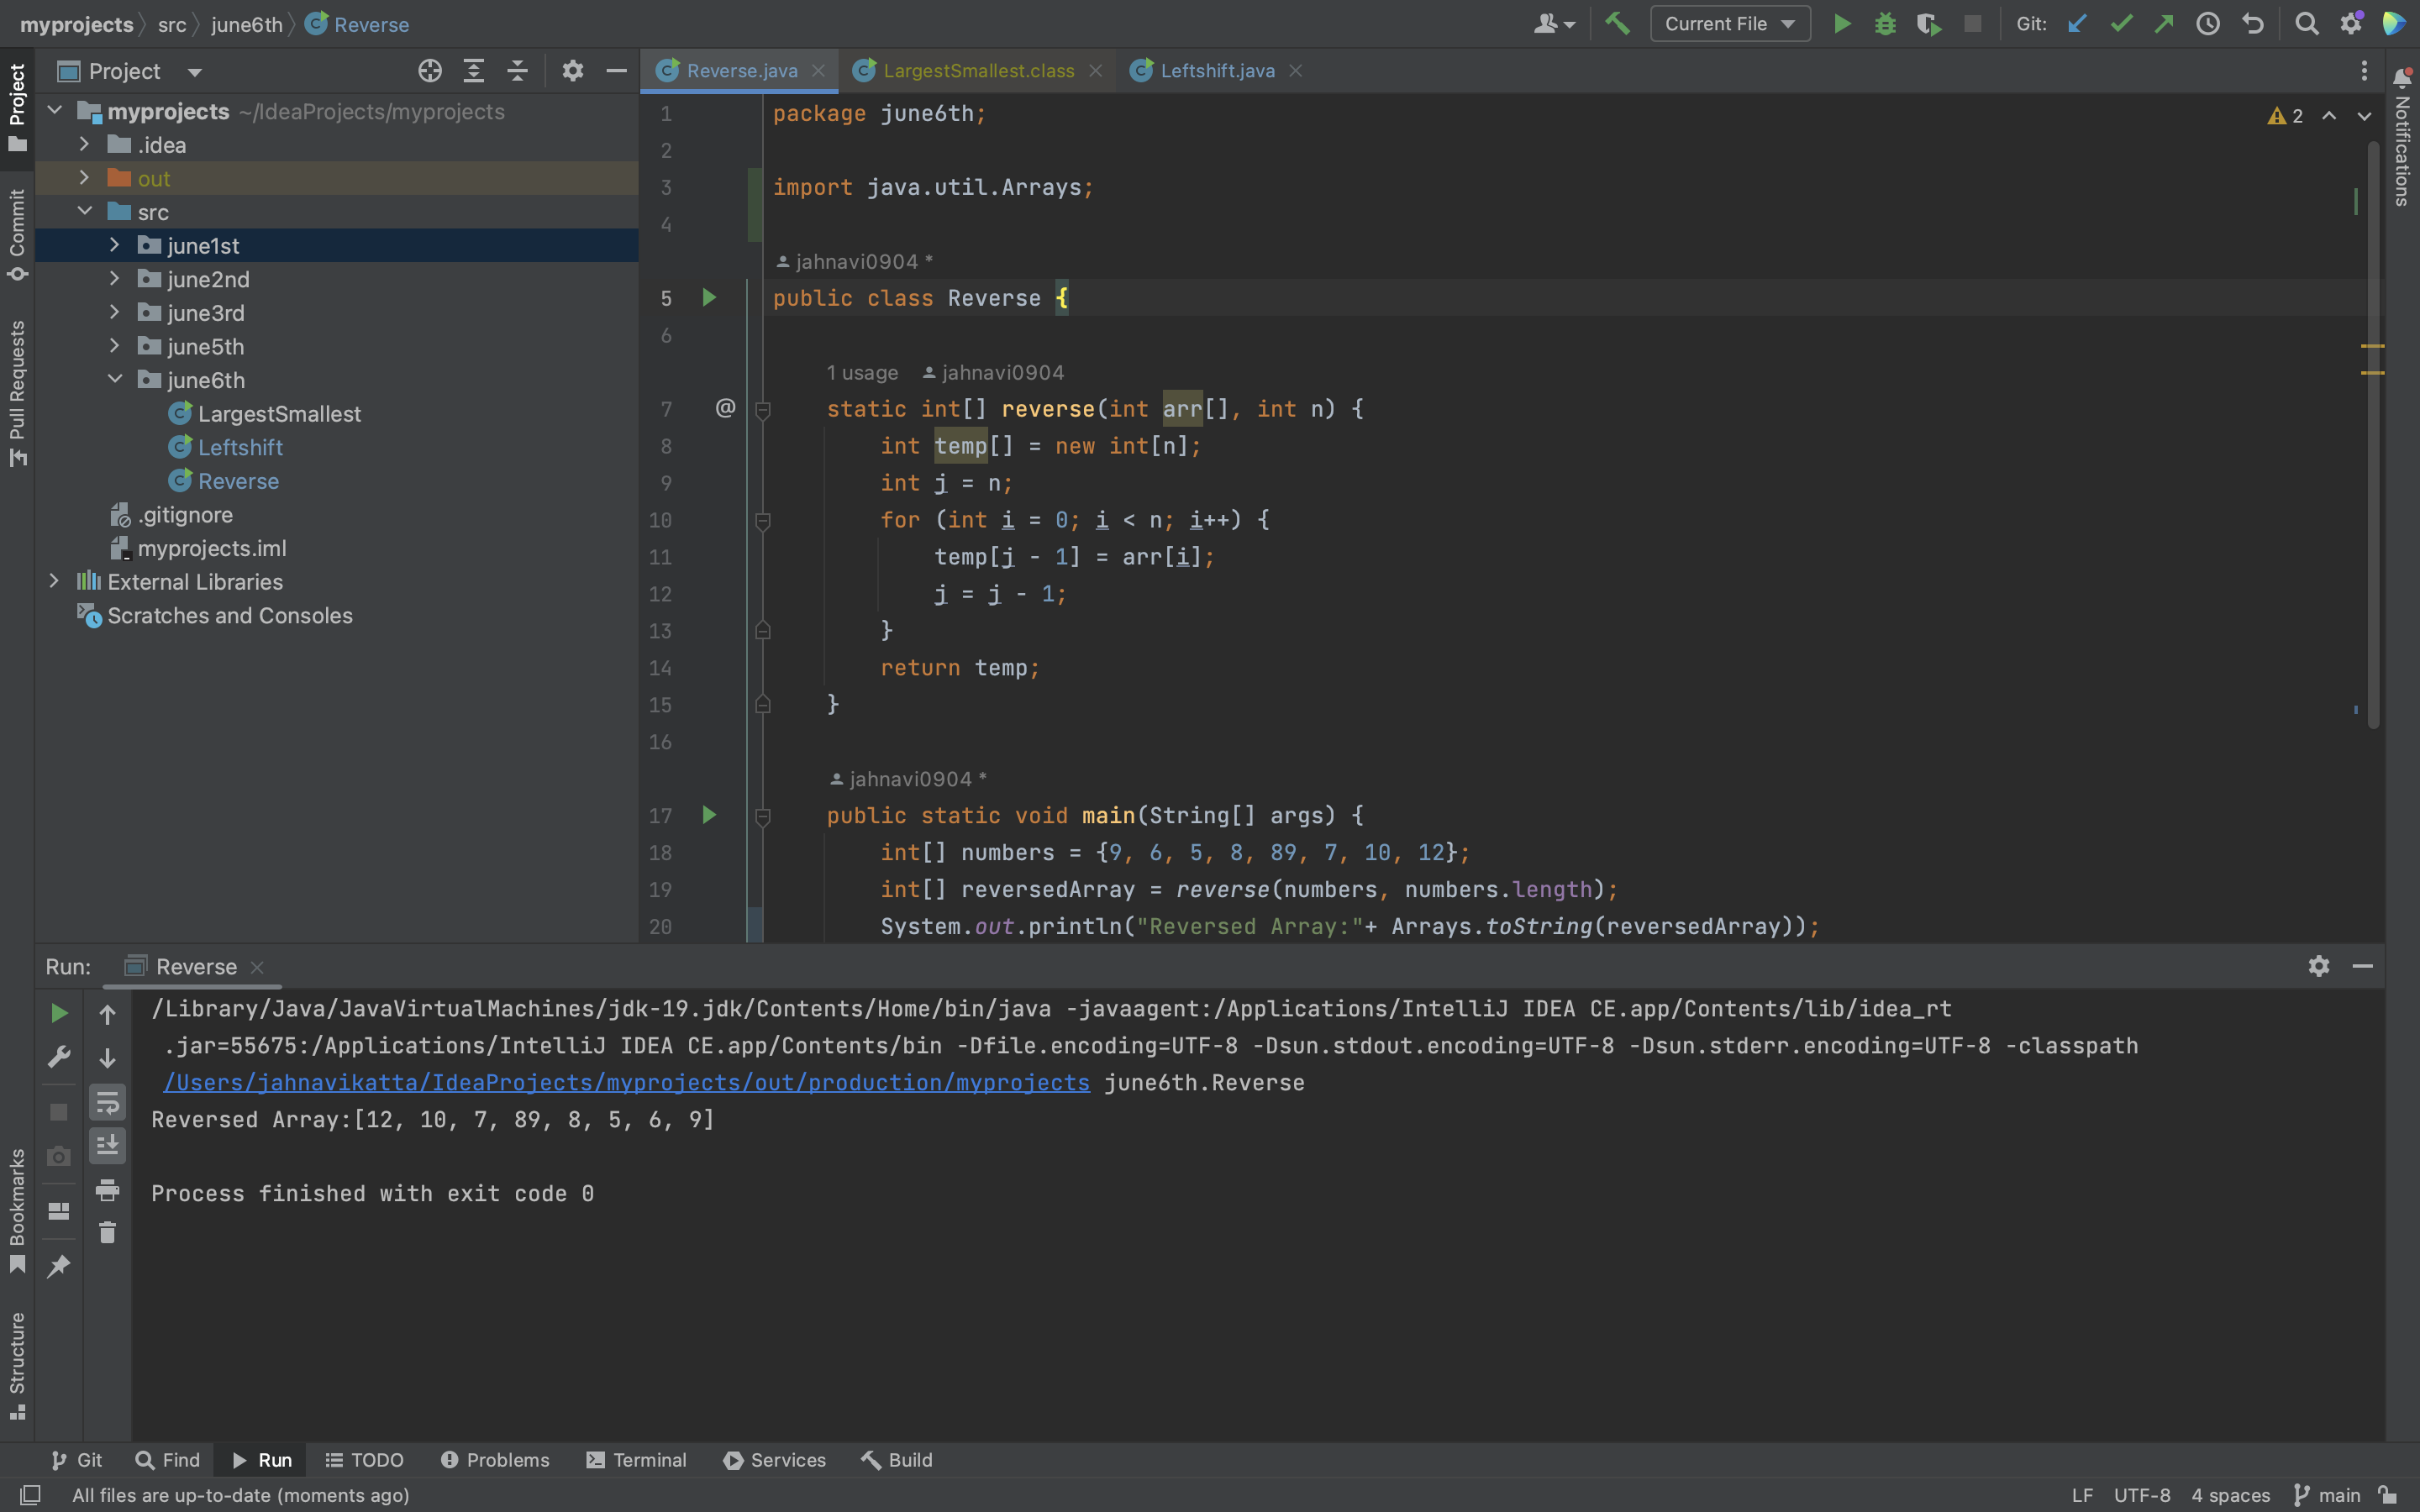 myprojects src june6th Reverse
Current File
Git:
Project
Reverse.java
LargestSmallest.class
Leftshift.java
Project
Commit
Pull Requests
Bookmarks
Structure
Notifications
myprojects ~/IdeaProjects/myprojects
.idea
out
src
june1st
june2nd
june3rd
june5th
june6th
LargestSmallest
Leftshift
Reverse
.gitignore
myprojects.iml
External Libraries
Scratches and Consoles
2
1 package june6th;
2
3 import java.util.Arrays;
4
jahnavi0904 *
5 public class Reverse {
6
1 usage jahnavi0904
7 @ static int[] reverse(int arr[], int n) {
8 int temp[] = new int[n];
9 int j = n;
10 for (int i = 0; i < n; i++) {
11 temp[j - 1] = arr[i];
12 j = j - 1;
13 }
14 return temp;
15 }
16
jahnavi0904 *
17 public static void main(String[] args) {
18 int[] numbers = {9, 6, 5, 8, 89, 7, 10, 12};
19 int[] reversedArray = reverse(numbers, numbers.length);
20 System.out.println("Reversed Array:"+ Arrays.toString(reversedArray));
Run: Reverse
/Library/Java/JavaVirtualMachines/jdk-19.jdk/Contents/Home/bin/java -javaagent:/Applications/IntelliJ IDEA CE.app/Contents/lib/idea_rt
.jar=55675:/Applications/IntelliJ IDEA CE.app/Contents/bin -Dfile.encoding=UTF-8 -Dsun.stdout.encoding=UTF-8 -Dsun.stderr.encoding=UTF-8 -classpath
/Users/jahnavikatta/IdeaProjects/myprojects/out/production/myprojects june6th.Reverse
Reversed Array:[12, 10, 7, 89, 8, 5, 6, 9]
Process finished with exit code 0
Git Find Run TODO Problems Terminal Services Build
All files are up-to-date (moments ago)
LF UTF-8 4 spaces main